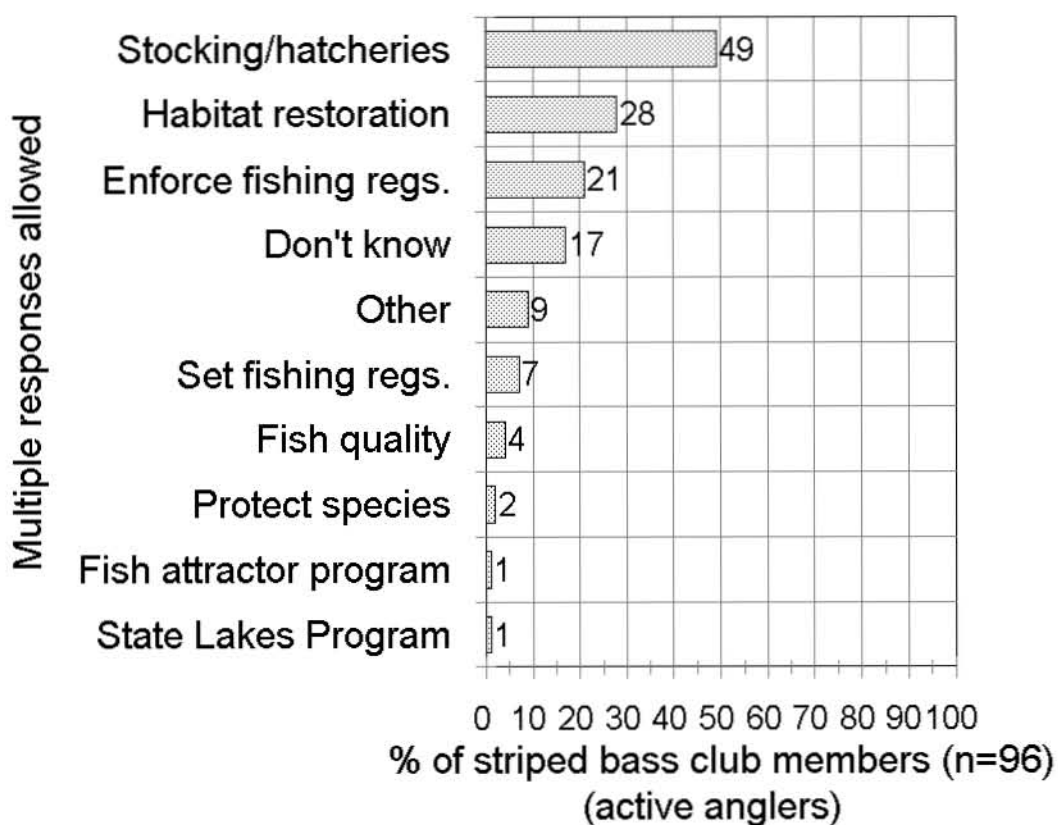 Multiple responses allowed
Stocking/hatcheries 49
Habitat restoration 28
Enforce fishing regs. 21
Don't know 17
Other 9
Set fishing regs. 7
Fish quality 4
Protect species 2
Fish attractor program 1
State Lakes Program 1
0 10 20 30 40 50 60 70 80 90 100
% of striped bass club members (n=96)
(active anglers)